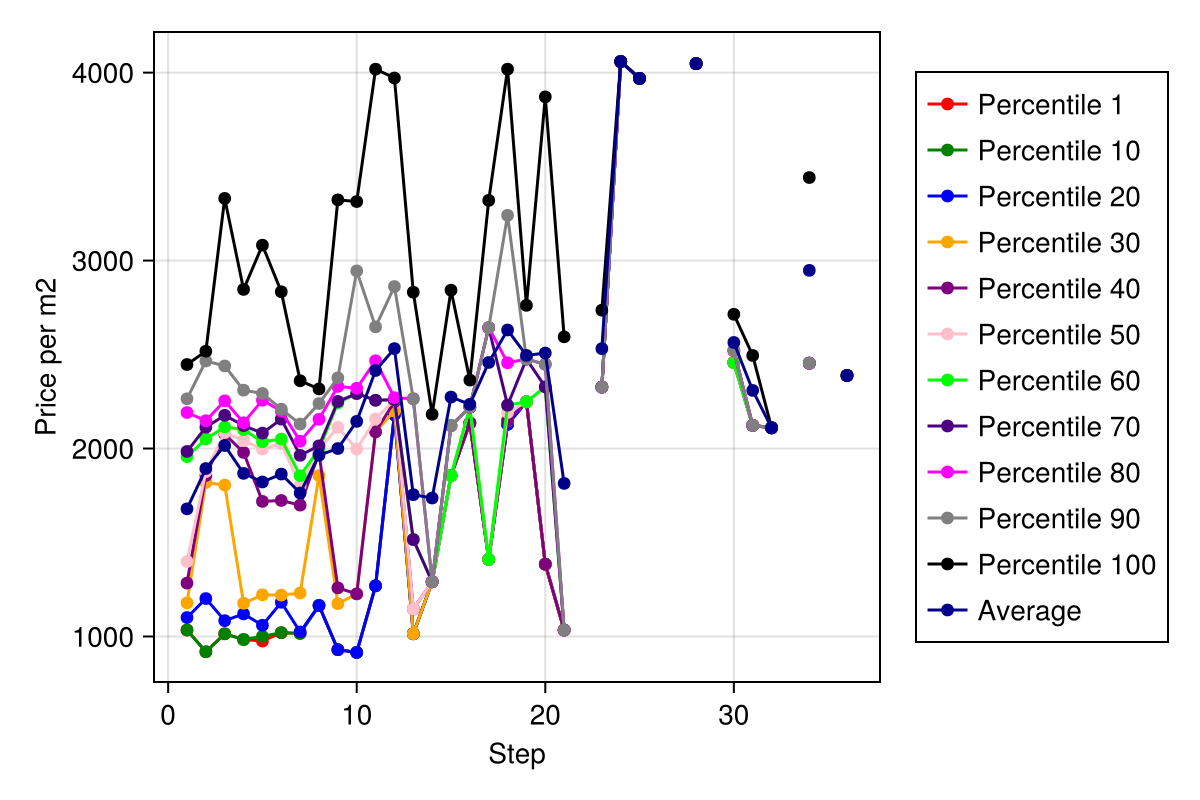 4000
3000
2000
1000
Price per m2
0
10
20
30
Step
Percentile 1
Percentile 10
Percentile 20
Percentile 30
Percentile 40
Percentile 50
Percentile 60
Percentile 70
Percentile 80
Percentile 90
Percentile 100
Average